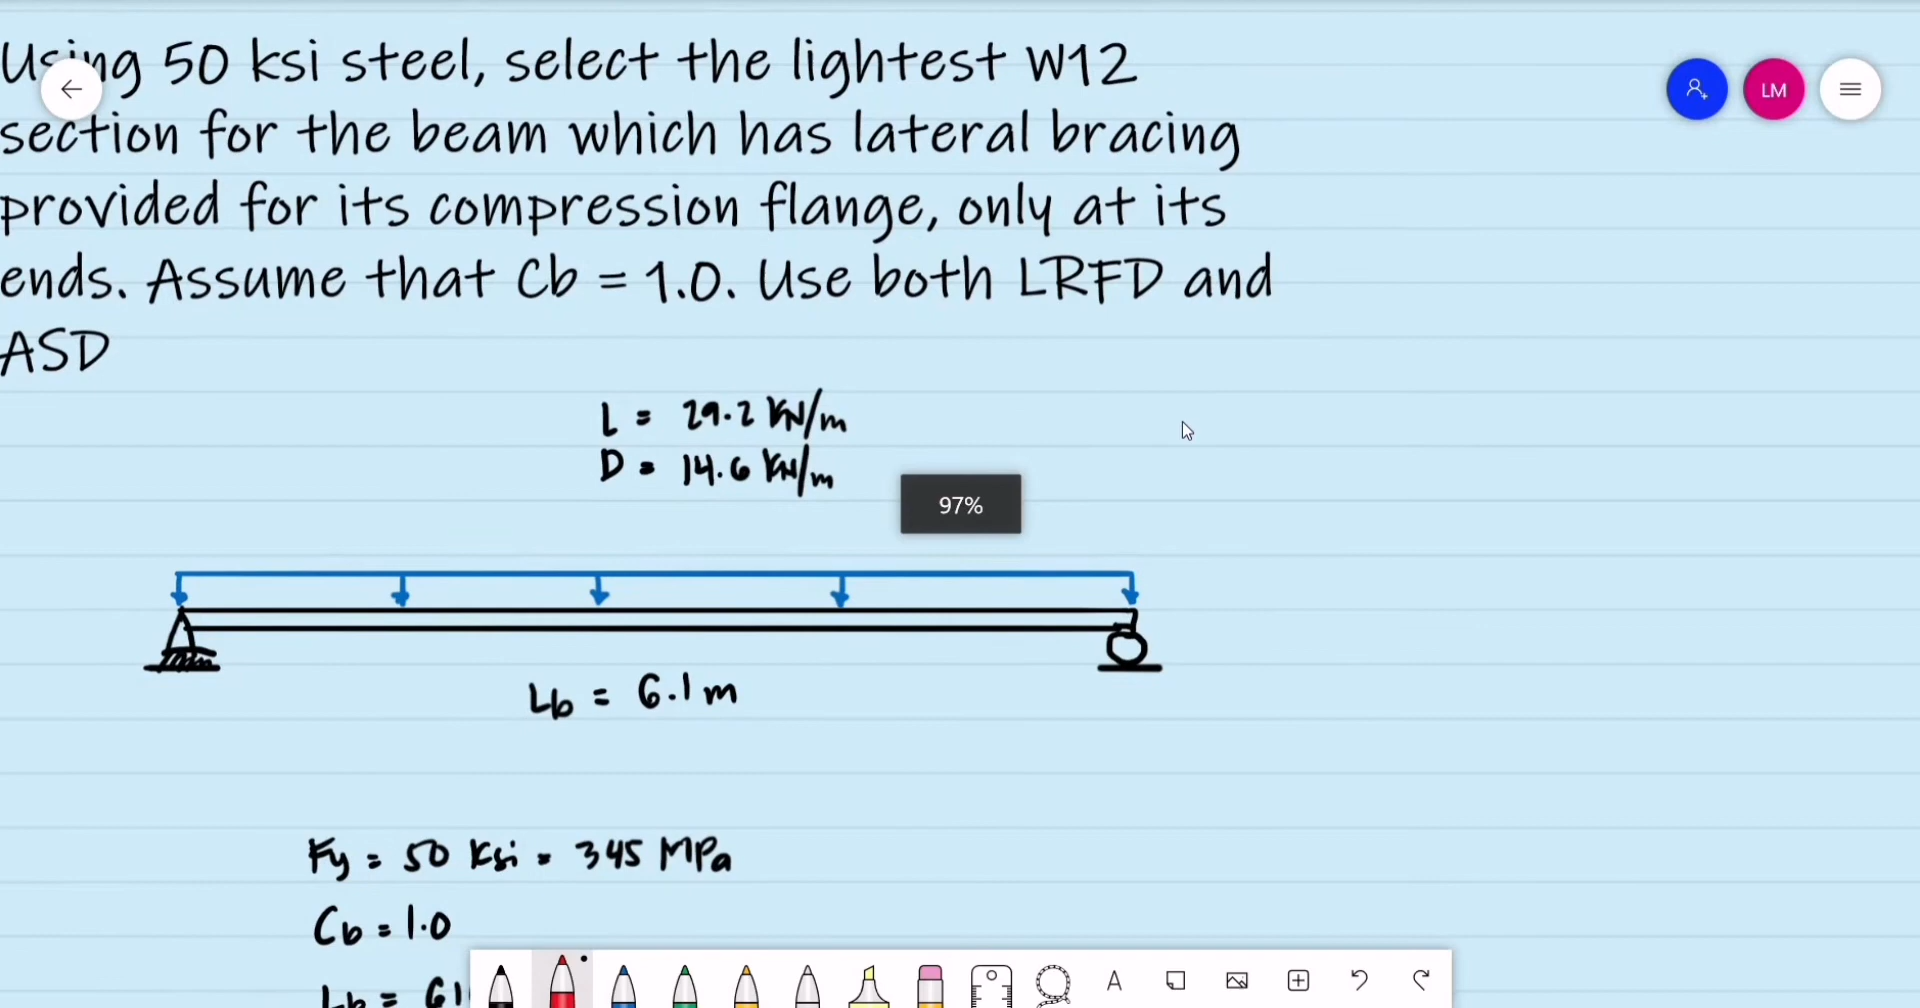 Using 50 ksi steel, select the lightest W12
section for the beam which has lateral bracing
provided for its compression flange, only at its
ends. Assume that Cb = 1.0. Use both LRFD and
ASD
LM
L = 29.2 KN/m
D = 14.6 KN/m
97%
Lb = 6.1 m
Fy = 50 Ksi = 345 MPa
Cb = 1.0
Lb = 61
A